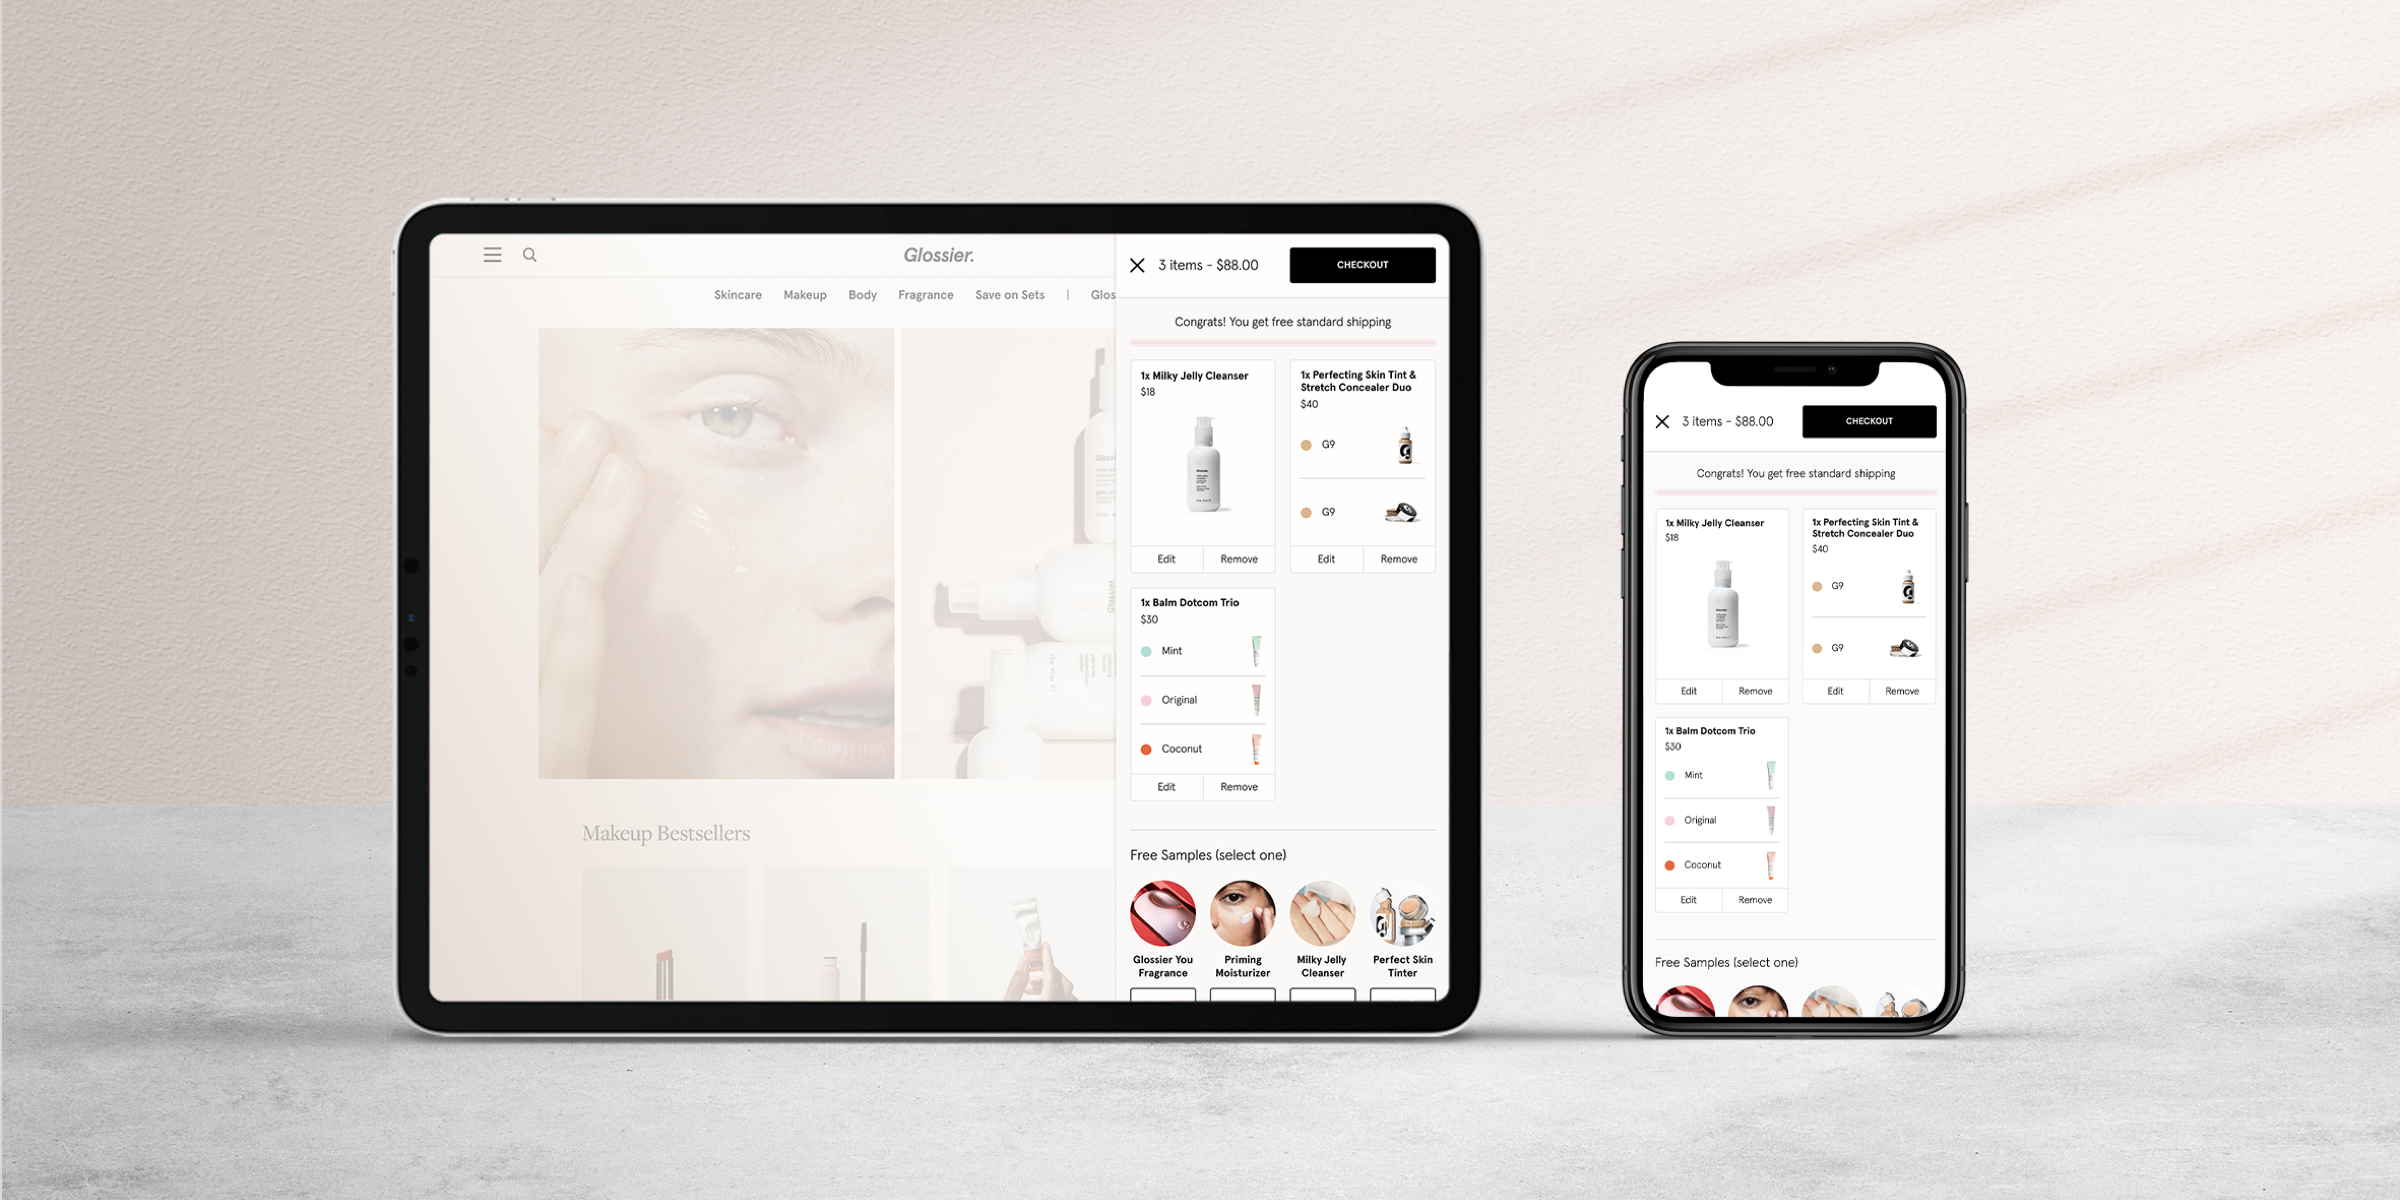 Glossier.
Skincare Makeup Body Fragrance Save on Sets | Glos
Makeup Bestsellers
3 items - $88.00
CHECKOUT
Congrats! You get free standard shipping
1x Milky Jelly Cleanser
$18
Edit Remove
1x Perfecting Skin Tint &
Stretch Concealer Duo
$40
G9
G9
Edit Remove
1x Balm Dotcom Trio
$30
Mint
Original
Coconut
Edit Remove
Free Samples (select one)
Glossier You
Fragrance
Priming
Moisturizer
Milky Jelly
Cleanser
Perfect Skin
Tinter
3 items - $88.00
CHECKOUT
Congrats! You get free standard shipping
1x Milky Jelly Cleanser
$18
Glossier.
Edit Remove
1x Perfecting Skin Tint &
Stretch Concealer Duo
$40
G9
G9
Edit Remove
1x Balm Dotcom Trio
$30
Mint
Original
Coconut
Edit Remove
Free Samples (select one)